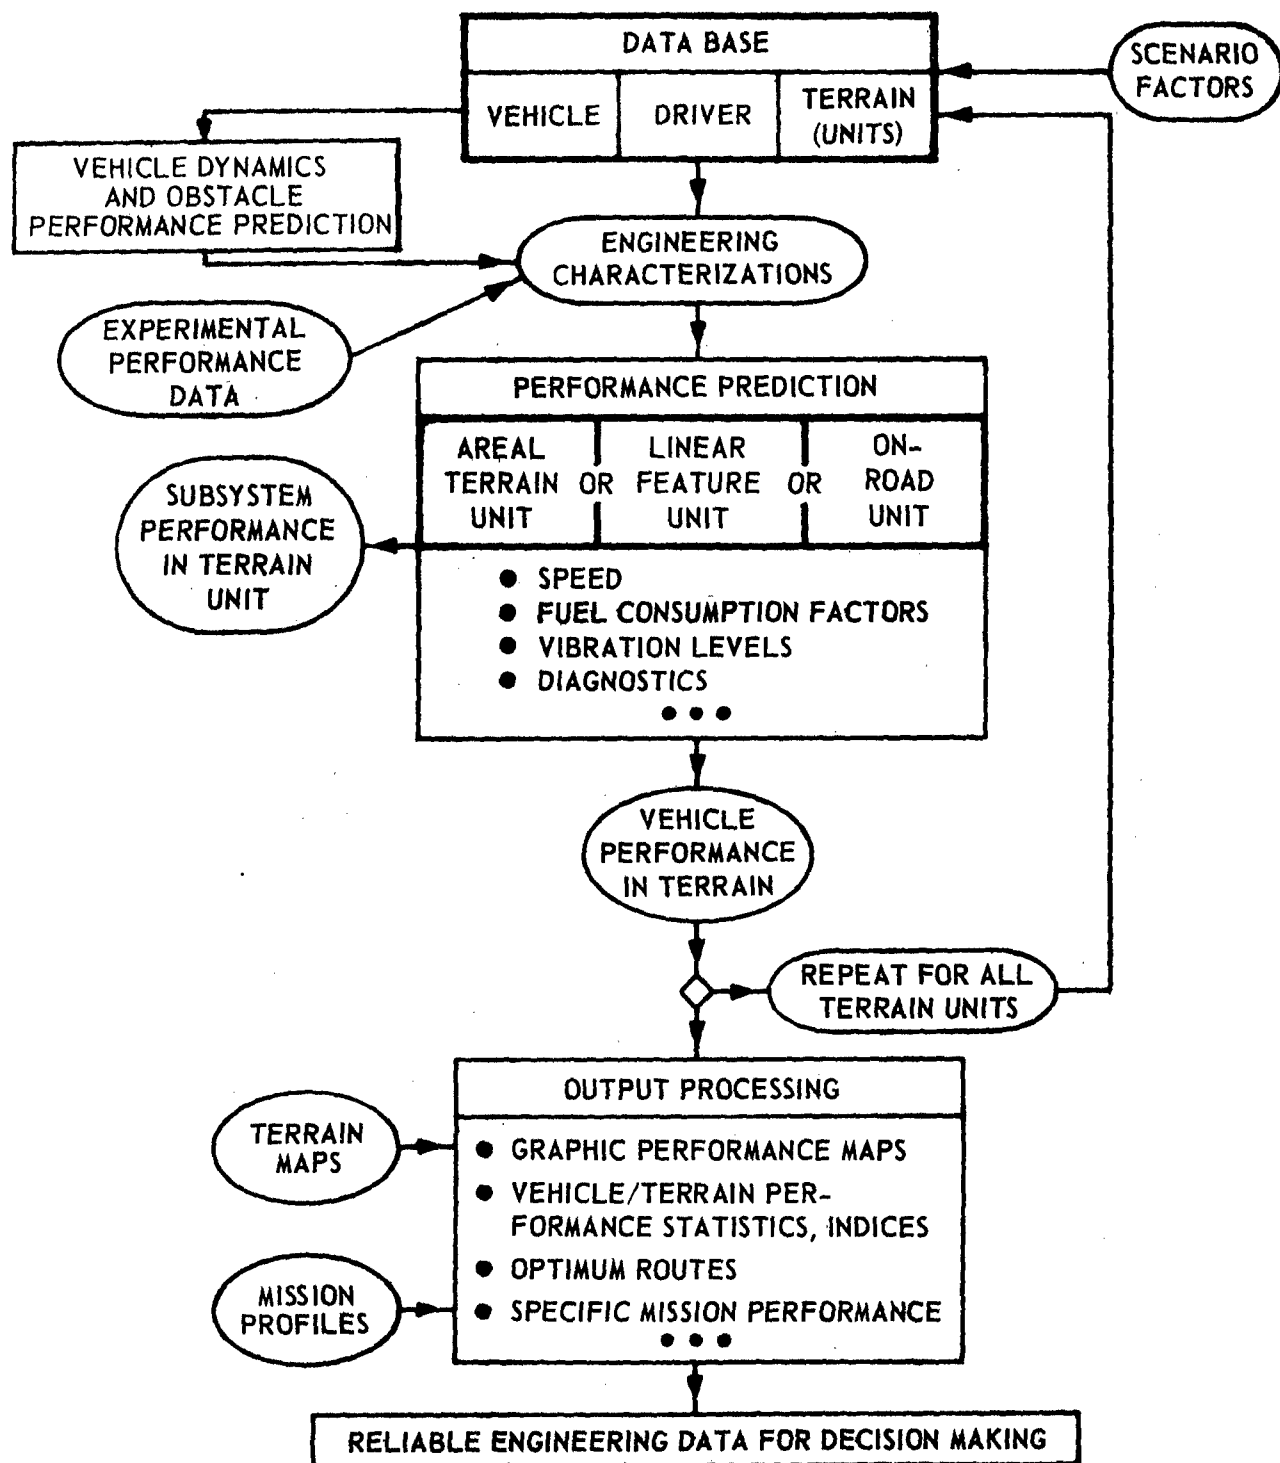 DATA BASE
SCENARIO
FACTORS
VEHICLE
DRIVER
TERRAIN
(UNITS)
VEHICLE DYNAMICS
AND OBSTACLE
PERFORMANCE PREDICTION
ENGINEERING
CHARACTERIZATIONS
EXPERIMENTAL
PERFORMANCE
DATA
PERFORMANCE PREDICTION
AREAL
TERRAIN
UNIT
OR
LINEAR
FEATURE
UNIT
OR
ON-
ROAD
UNIT
SUBSYSTEM
PERFORMANCE
IN TERRAIN
UNIT
● SPEED
● FUEL CONSUMPTION FACTORS
● VIBRATION LEVELS
● DIAGNOSTICS
● ● ●
VEHICLE
PERFORMANCE
IN TERRAIN
REPEAT FOR ALL
TERRAIN UNITS
OUTPUT PROCESSING
TERRAIN
MAPS
● GRAPHIC PERFORMANCE MAPS
● VEHICLE/TERRAIN PER-
FORMANCE STATISTICS, INDICES
● OPTIMUM ROUTES
● SPECIFIC MISSION PERFORMANCE
● ● ●
MISSION
PROFILES
RELIABLE ENGINEERING DATA FOR DECISION MAKING